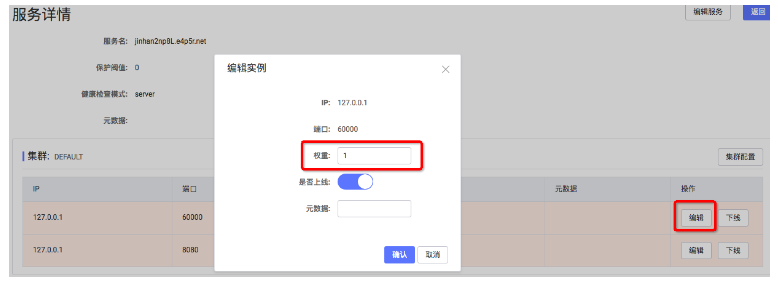 服务详情
编辑服务
返回
服务名: jinhan2np8L.e4p5r.net
保护阈值: 0
健康检查模式: server
元数据:
编辑实例
IP: 127.0.0.1
端口: 60000
权重: 1
是否上线:
元数据:
确认
取消
集群: DEFAULT
集群配置
IP 端口 元数据 操作
127.0.0.1 60000 编辑 下线
127.0.0.1 8080 编辑 下线